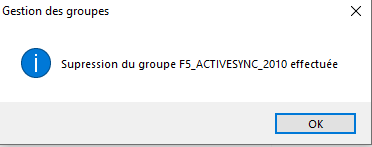 Gestion des groupes
Supression du groupe F5_ACTIVESYNC_2010 effectuée
OK